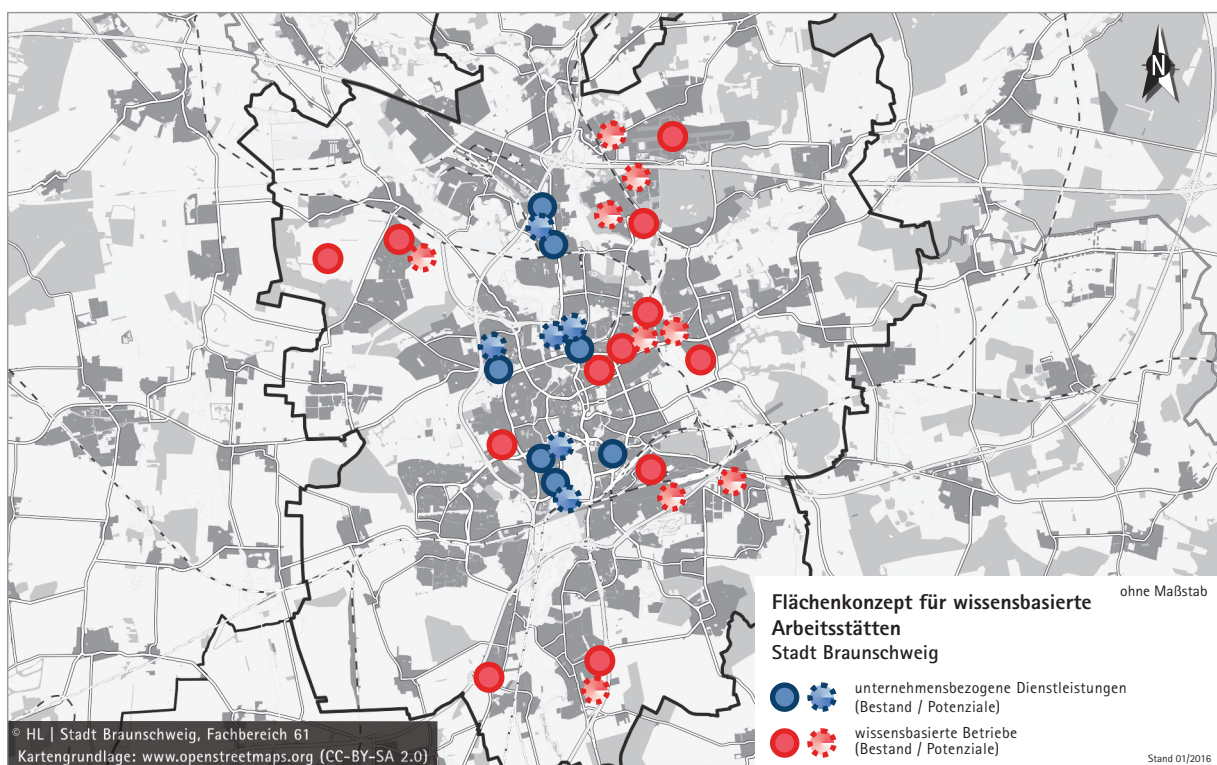 N
ohne Maßstab
Flächenkonzept für wissensbasierte
Arbeitsstätten
Stadt Braunschweig
unternehmensbezogene Dienstleistungen
(Bestand / Potenziale)
wissensbasierte Betriebe
(Bestand / Potenziale)
© HL | Stadt Braunschweig, Fachbereich 61
Kartengrundlage: www.openstreetmaps.org (CC-BY-SA 2.0)
Stand 01/2016